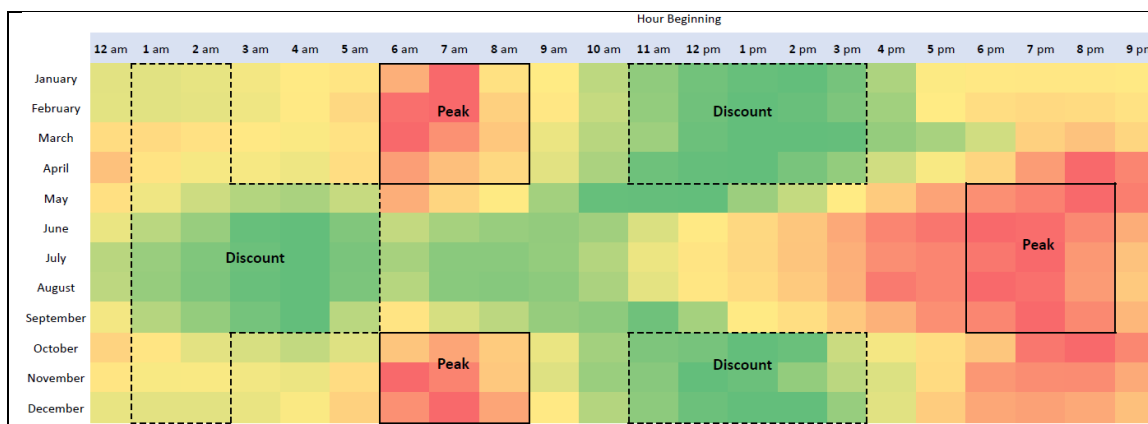 Hour Beginning
12 am 1 am 2 am 3 am 4 am 5 am 6 am 7 am 8 am 9 am 10 am 11 am 12 pm 1 pm 2 pm 3 pm 4 pm 5 pm 6 pm 7 pm 8 pm 9 pm
January
February Peak Discount
March
April
May
June
July Discount Peak
August
September
October
November Peak Discount
December